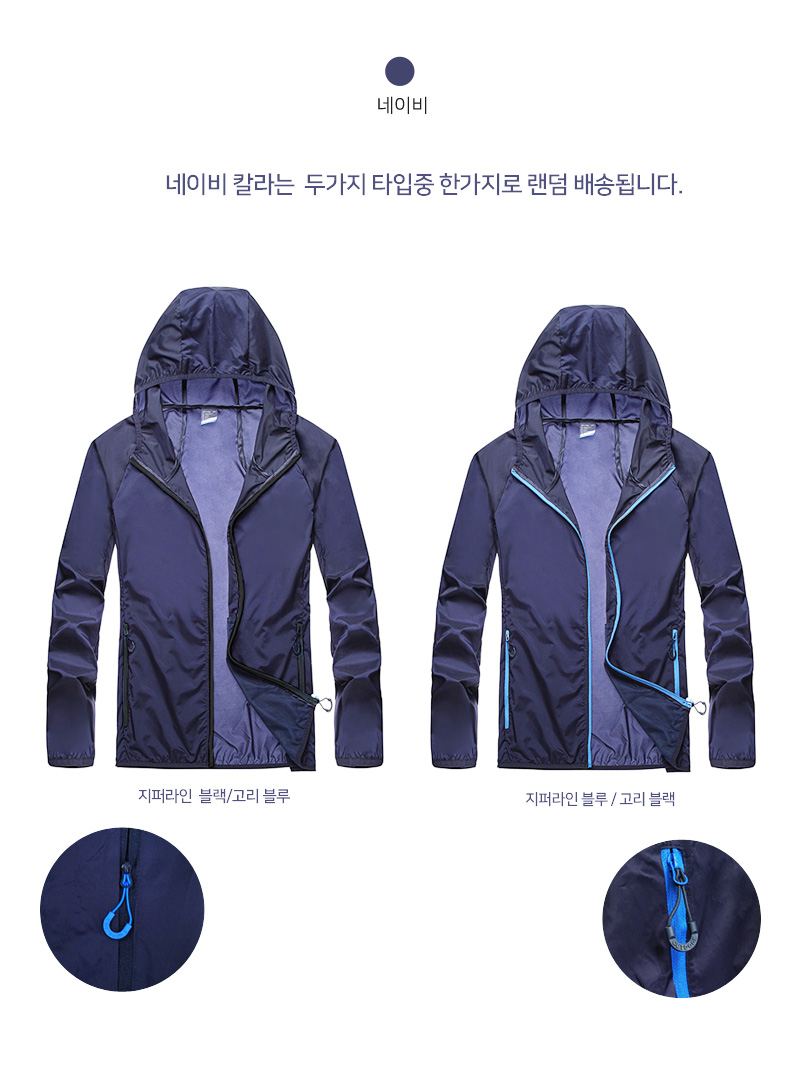 네이비
네이비 칼라는 두가지 타입중 한가지로 랜덤 배송됩니다.
지퍼라인 블랙/고리 블루
지퍼라인 블루 / 고리 블랙